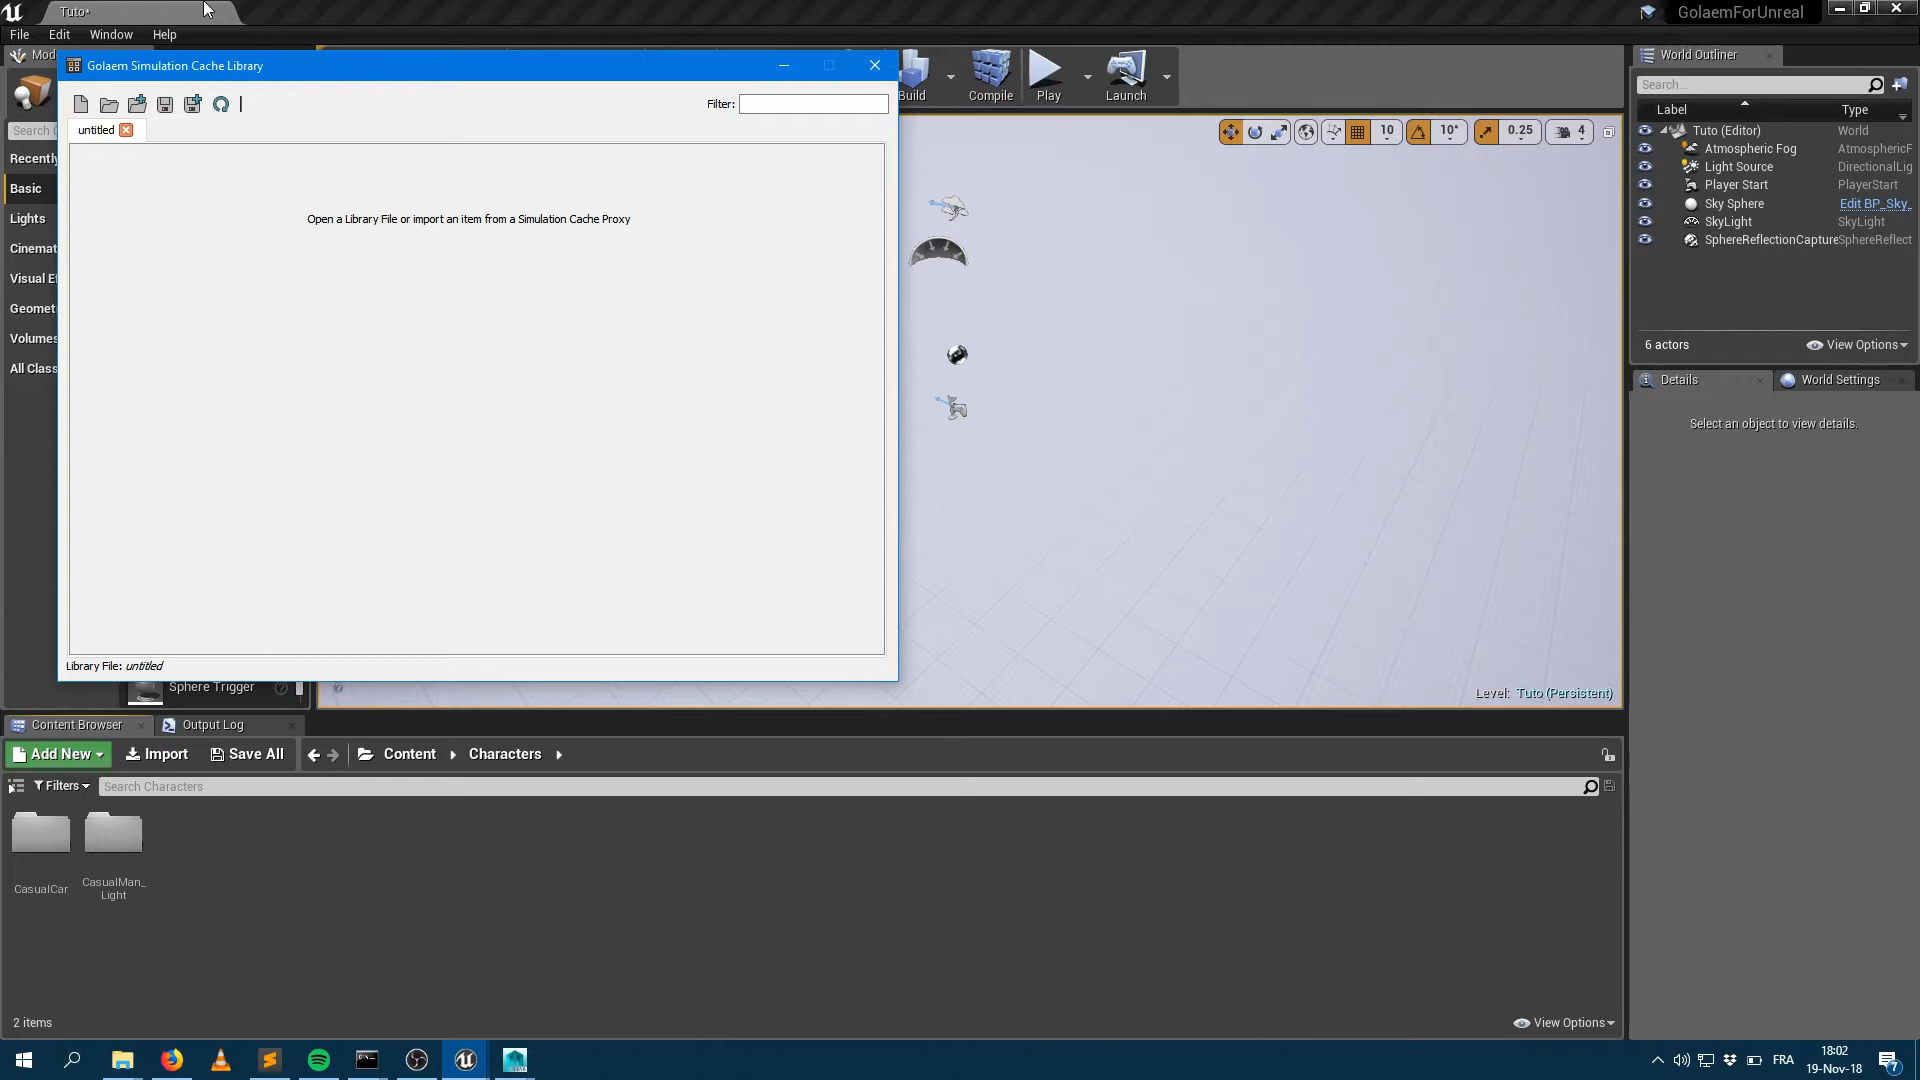 Tuto*
GolaemForUnreal
File Edit Window Help
Mod
Golaem Simulation Cache Library
Filter:
untitled
Open a Library File or import an item from a Simulation Cache Proxy
Library File: untitled
Search C
Recently
Basic
Lights
Cinemat
Visual Ef
Geomet
Volumes
All Class
Sphere Trigger
Build
Compile
Play
Launch
10
10°
0.25
4
Level: Tuto (Persistent)
World Outliner
Search...
Label Type
Tuto (Editor) World
Atmospheric Fog AtmosphericF
Light Source DirectionalLig
Player Start PlayerStart
Sky Sphere Edit BP_Sky_
SkyLight SkyLight
SphereReflectionCapture SphereReflect
6 actors
View Options
Details
World Settings
Select an object to view details.
Content Browser
Output Log
Add New Import Save All Content Characters
Filters Search Characters
CasualCar
CasualMan_
Light
2 items
View Options
FRA
18:02
19-Nov-18
7